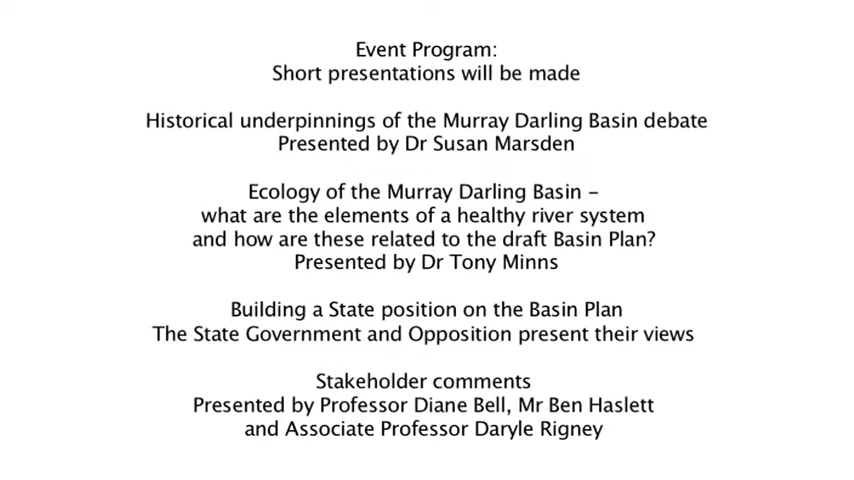 Event Program:
Short presentations will be made
Historical underpinnings of the Murray Darling Basin debate
Presented by Dr Susan Marsden
Ecology of the Murray Darling Basin –
what are the elements of a healthy river system
and how are these related to the draft Basin Plan?
Presented by Dr Tony Minns
Building a State position on the Basin Plan
The State Government and Opposition present their views
Stakeholder comments
Presented by Professor Diane Bell, Mr Ben Haslett
and Associate Professor Daryle Rigney